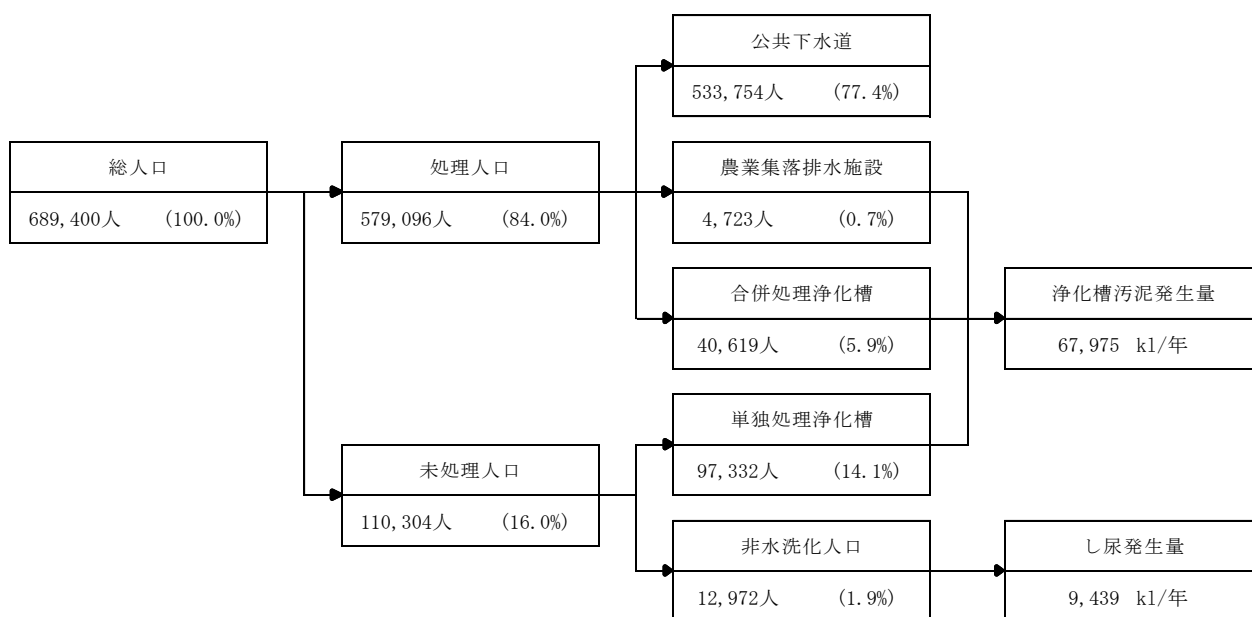 公共下水道
533,754人 (77.4%)
総人口
689,400人 (100.0%)
処理人口
579,096人 (84.0%)
農業集落排水施設
4,723人 (0.7%)
合併処理浄化槽
40,619人 (5.9%)
浄化槽汚泥発生量
67,975 kl/年
単独処理浄化槽
97,332人 (14.1%)
未処理人口
110,304人 (16.0%)
非水洗化人口
12,972人 (1.9%)
し尿発生量
9,439 kl/年